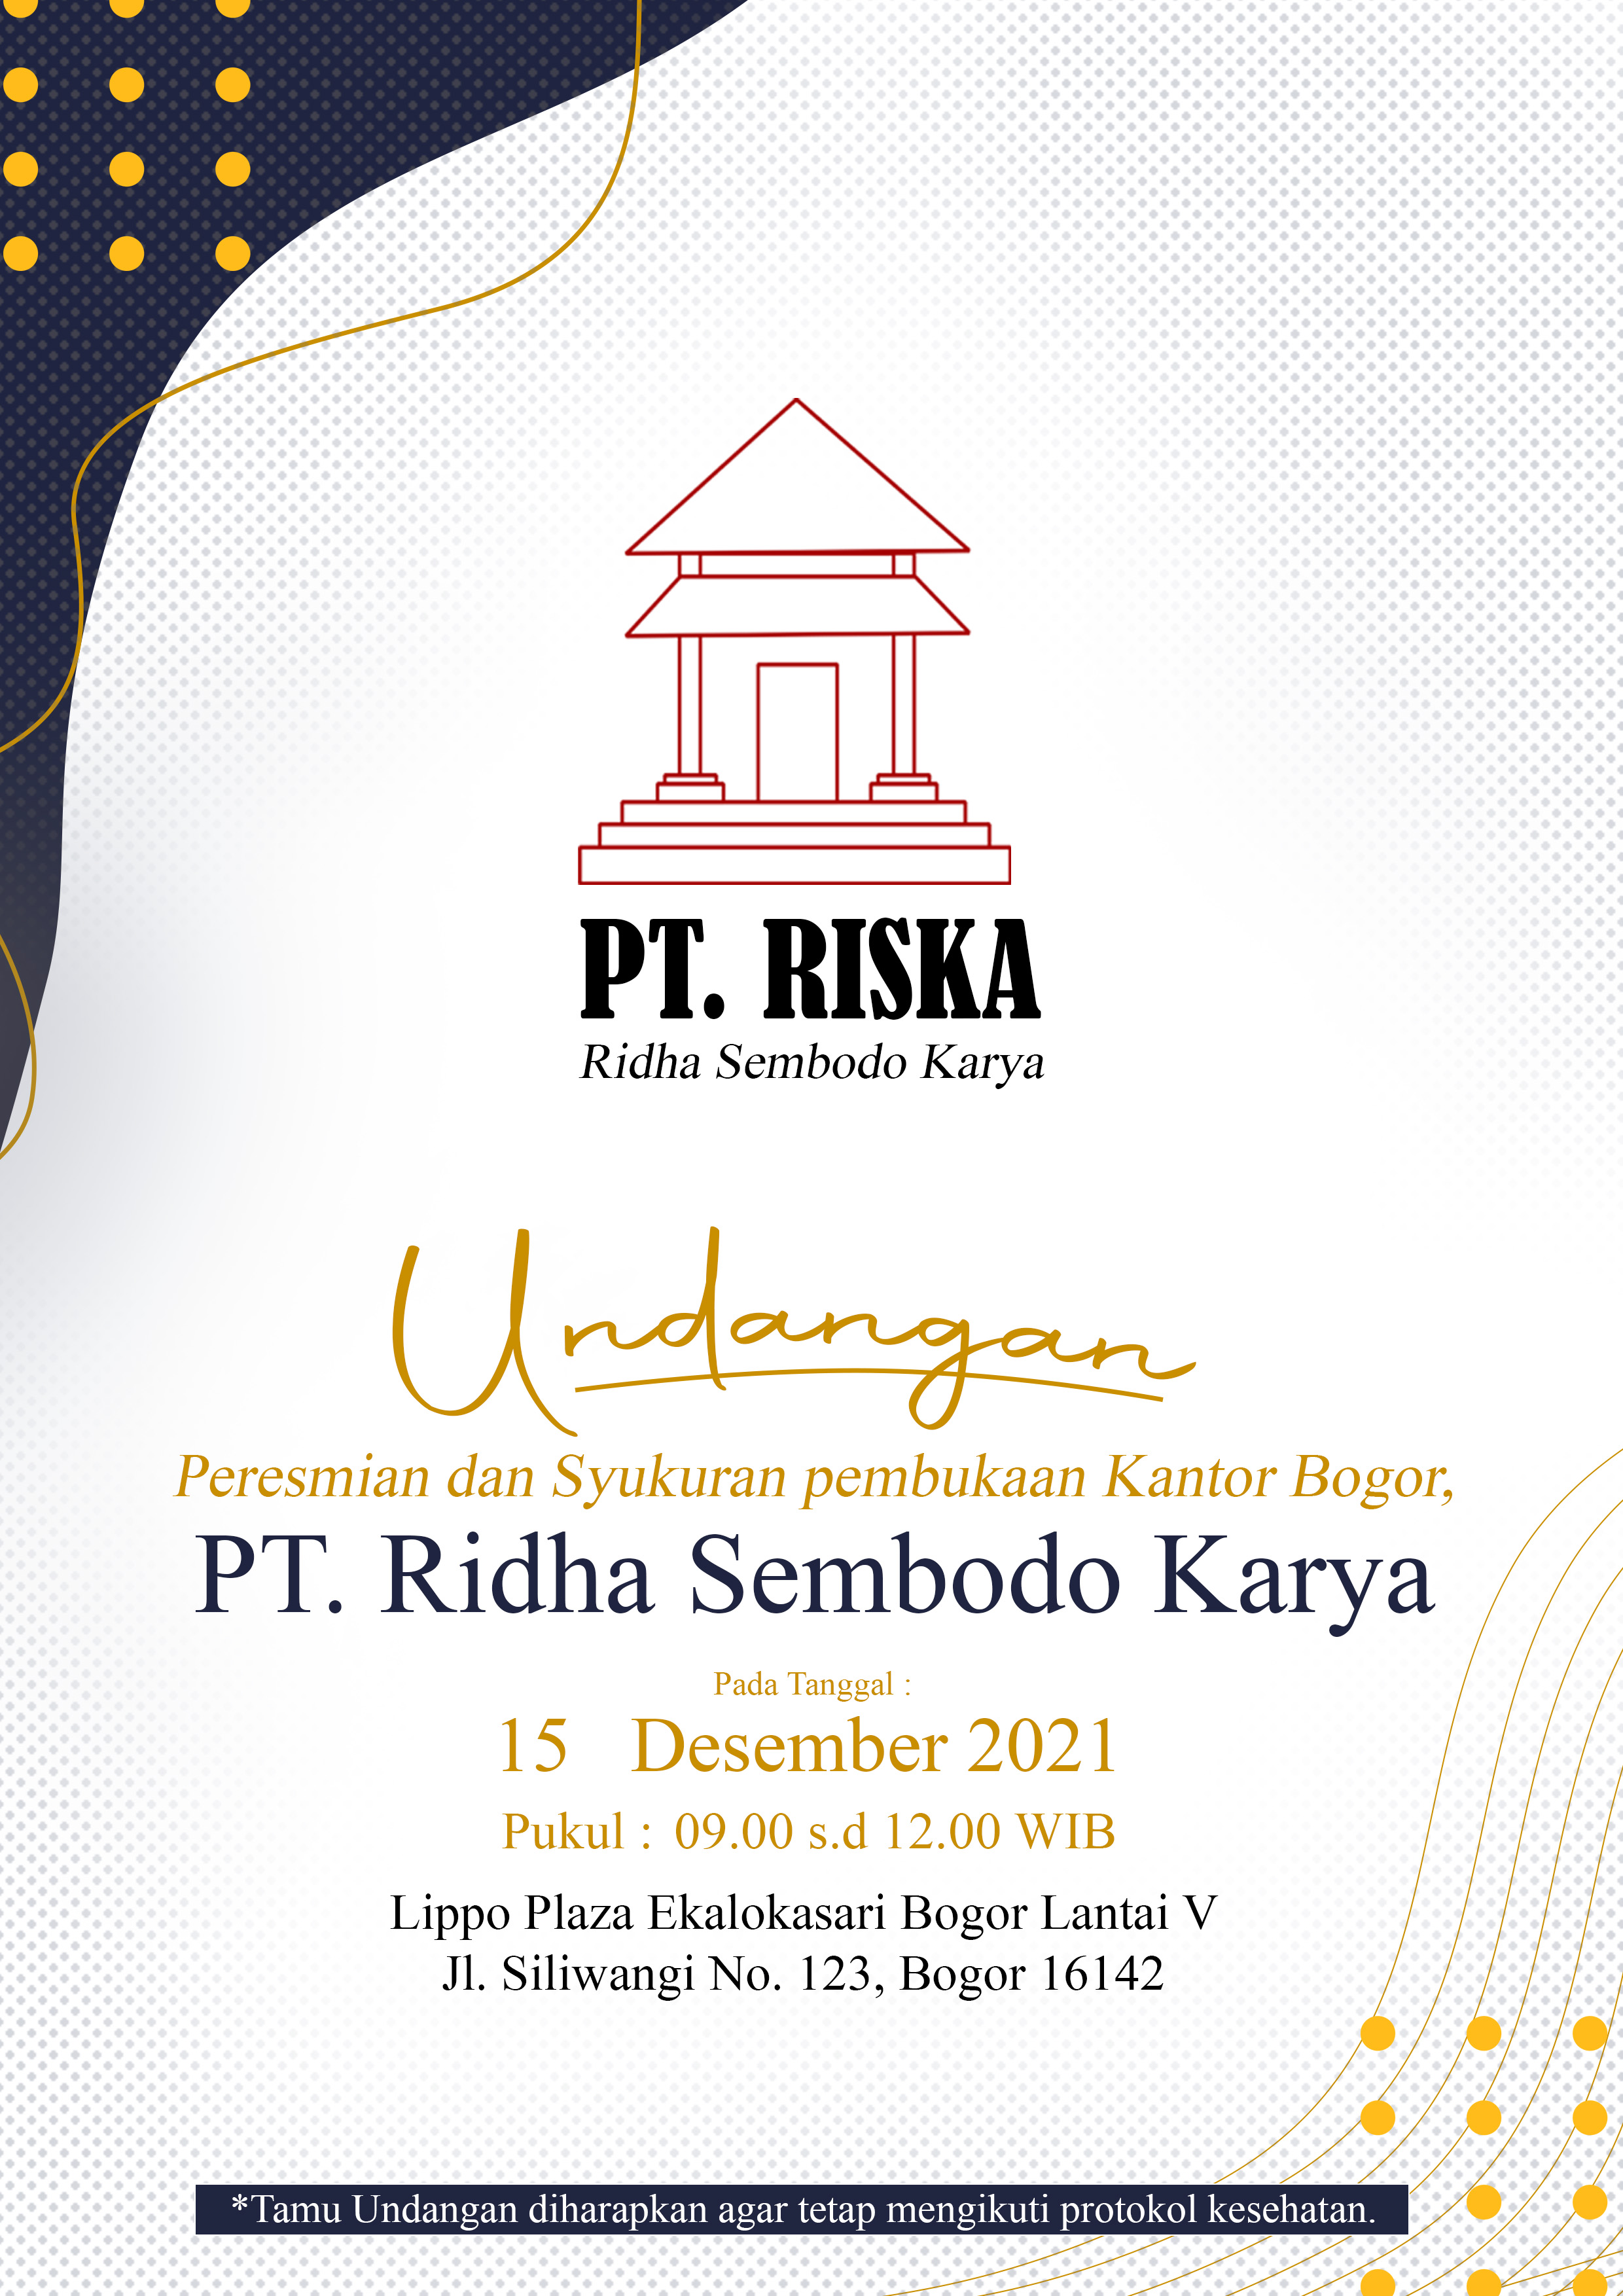 PT. RISKA
Ridha Sembodo Karya
Undangan
Peresmian dan Syukuran pembukaan Kantor Bogor,
PT. Ridha Sembodo Karya
Pada Tanggal :
15 Desember 2021
Pukul : 09.00 s.d 12.00 WIB
Lippo Plaza Ekalokasari Bogor Lantai V
Jl. Siliwangi No. 123, Bogor 16142
*Tamu Undangan diharapkan agar tetap mengikuti protokol kesehatan.